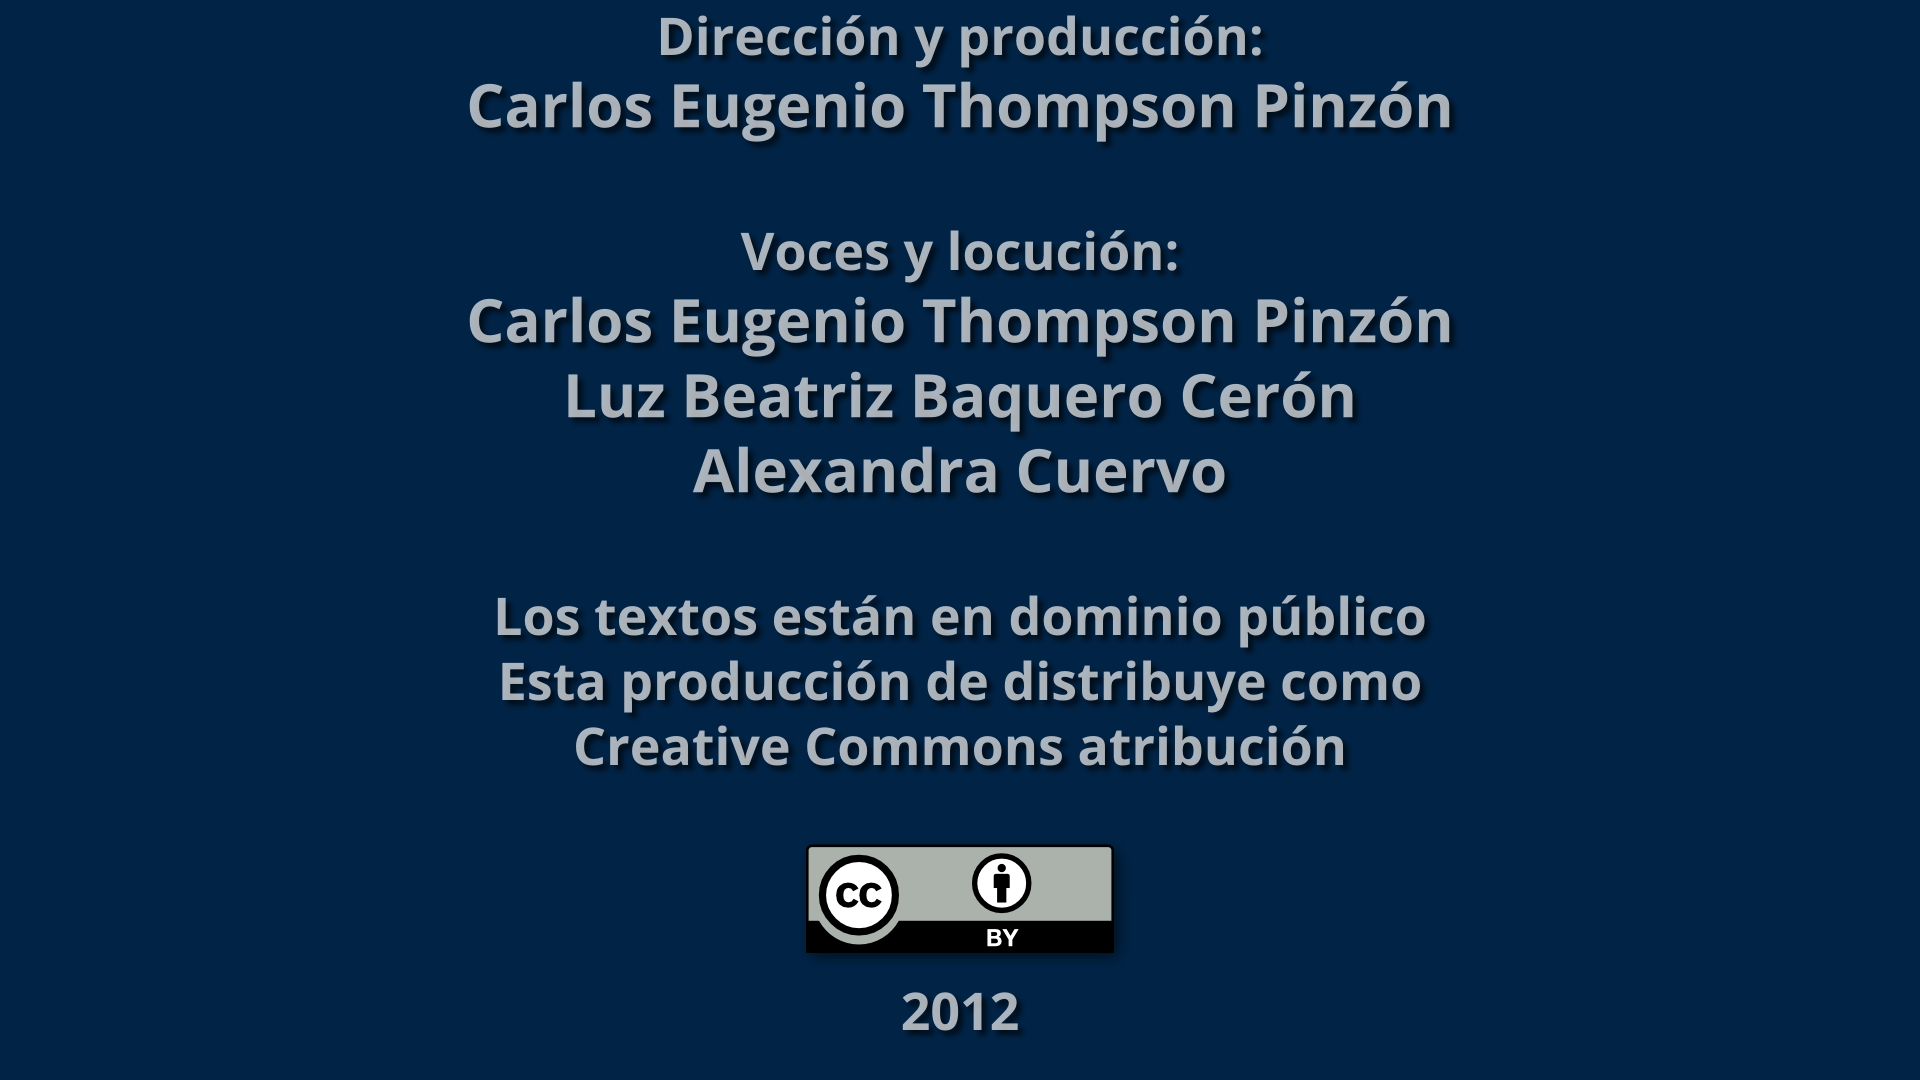 Dirección y producción:
Carlos Eugenio Thompson Pinzón
Voces y locución:
Carlos Eugenio Thompson Pinzón
Luz Beatriz Baquero Cerón
Alexandra Cuervo
Los textos están en dominio público
Esta producción de distribuye como
Creative Commons atribución
CC
BY
2012